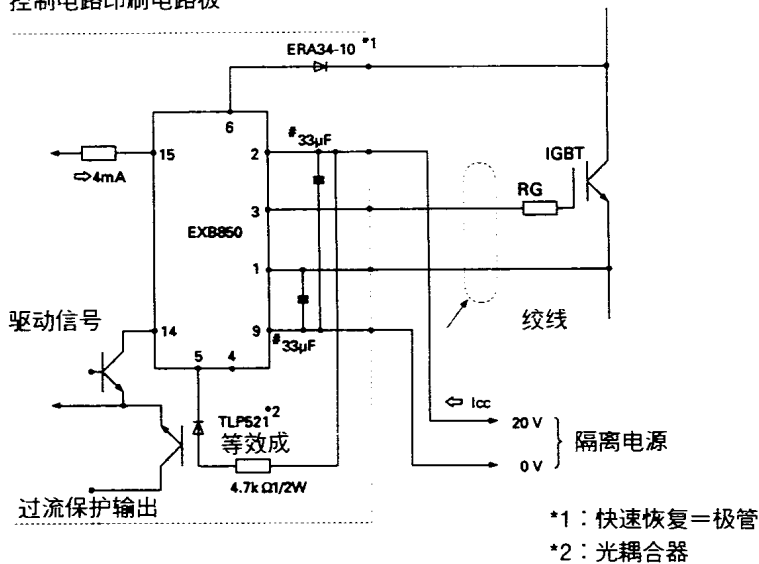 控制电路印刷电路板
ERA34-10 *1
6
# 33μF
15
2
IGBT
⇨4mA
RG
3
EXB850
1
驱动信号
绞线
14
9
# 33μF
5
4
⇦ Icc
TLP521*2
20 V
等效成
隔离电源
0 V
4.7kΩ1/2W
过流保护输出
*1：快速恢复=极管
*2：光耦合器